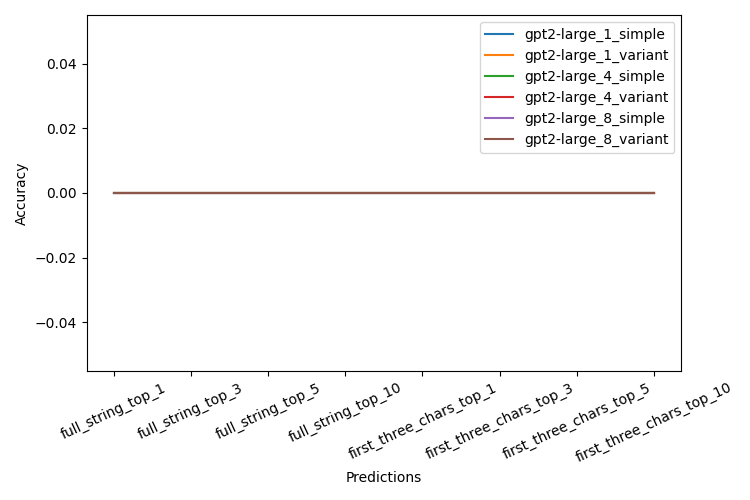 gpt2-large_1_simple
gpt2-large_1_variant
gpt2-large_4_simple
gpt2-large_4_variant
gpt2-large_8_simple
gpt2-large_8_variant
0.04
0.02
0.00
−0.02
−0.04
Accuracy
full_string_top_1
full_string_top_3
full_string_top_5
full_string_top_10
first_three_chars_top_1
first_three_chars_top_3
first_three_chars_top_5
first_three_chars_top_10
Predictions